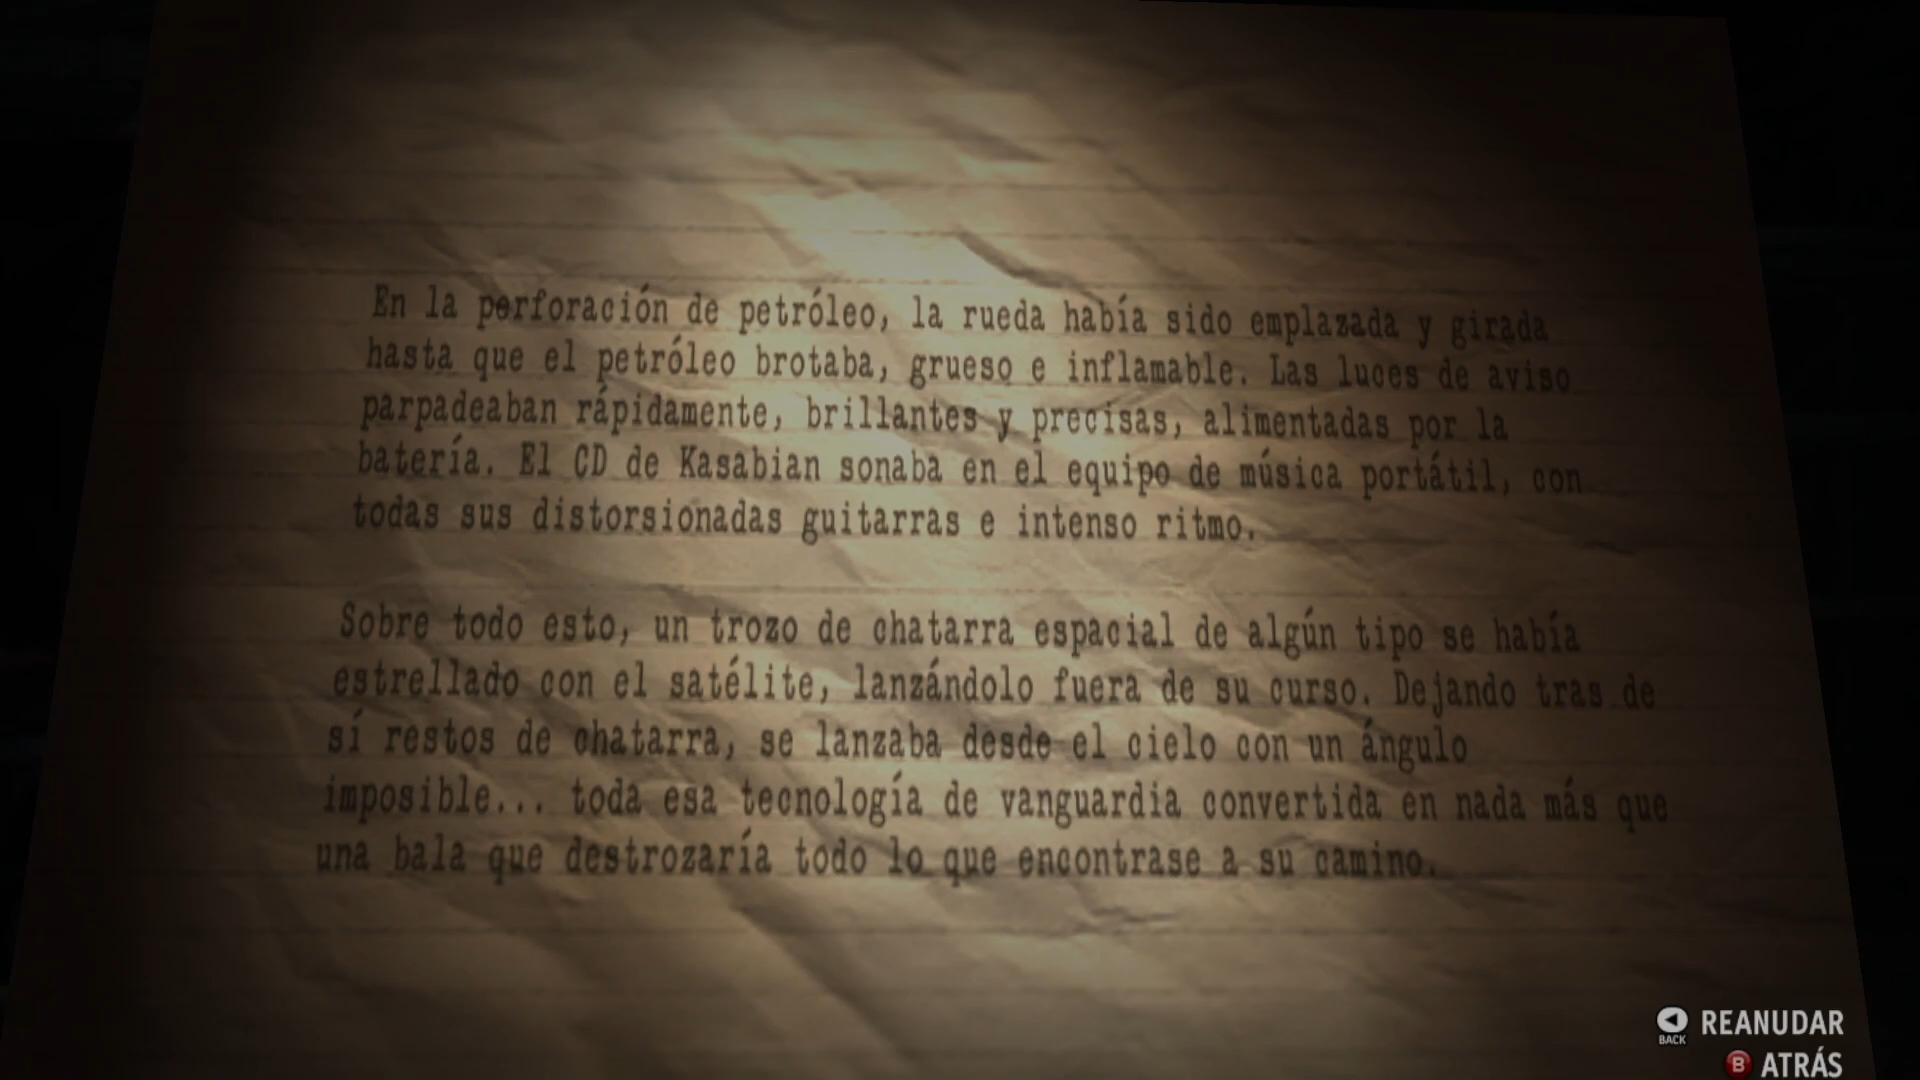 En la perforación de petróleo, la rueda había sido emplazada y girada
hasta que el petróleo brotaba, grueso e inflamable. Las luces de aviso
parpadeaban rápidamente, brillantes y precisas, alimentadas por la
batería. El CD de Kasabian sonaba en el equipo de música portátil, con
todas sus distorsionadas guitarras e intenso ritmo.
Sobre todo esto, un trozo de chatarra espacial de algún tipo se había
estrellado con el satélite, lanzándolo fuera de su curso. Dejando tras de
sí restos de chatarra, se lanzaba desde el cielo con un ángulo
imposible... toda esa tecnología de vanguardia convertida en nada más que
una bala que destrozaría todo lo que encontrase a su camino.
BACK REANUDAR
B ATRÁS